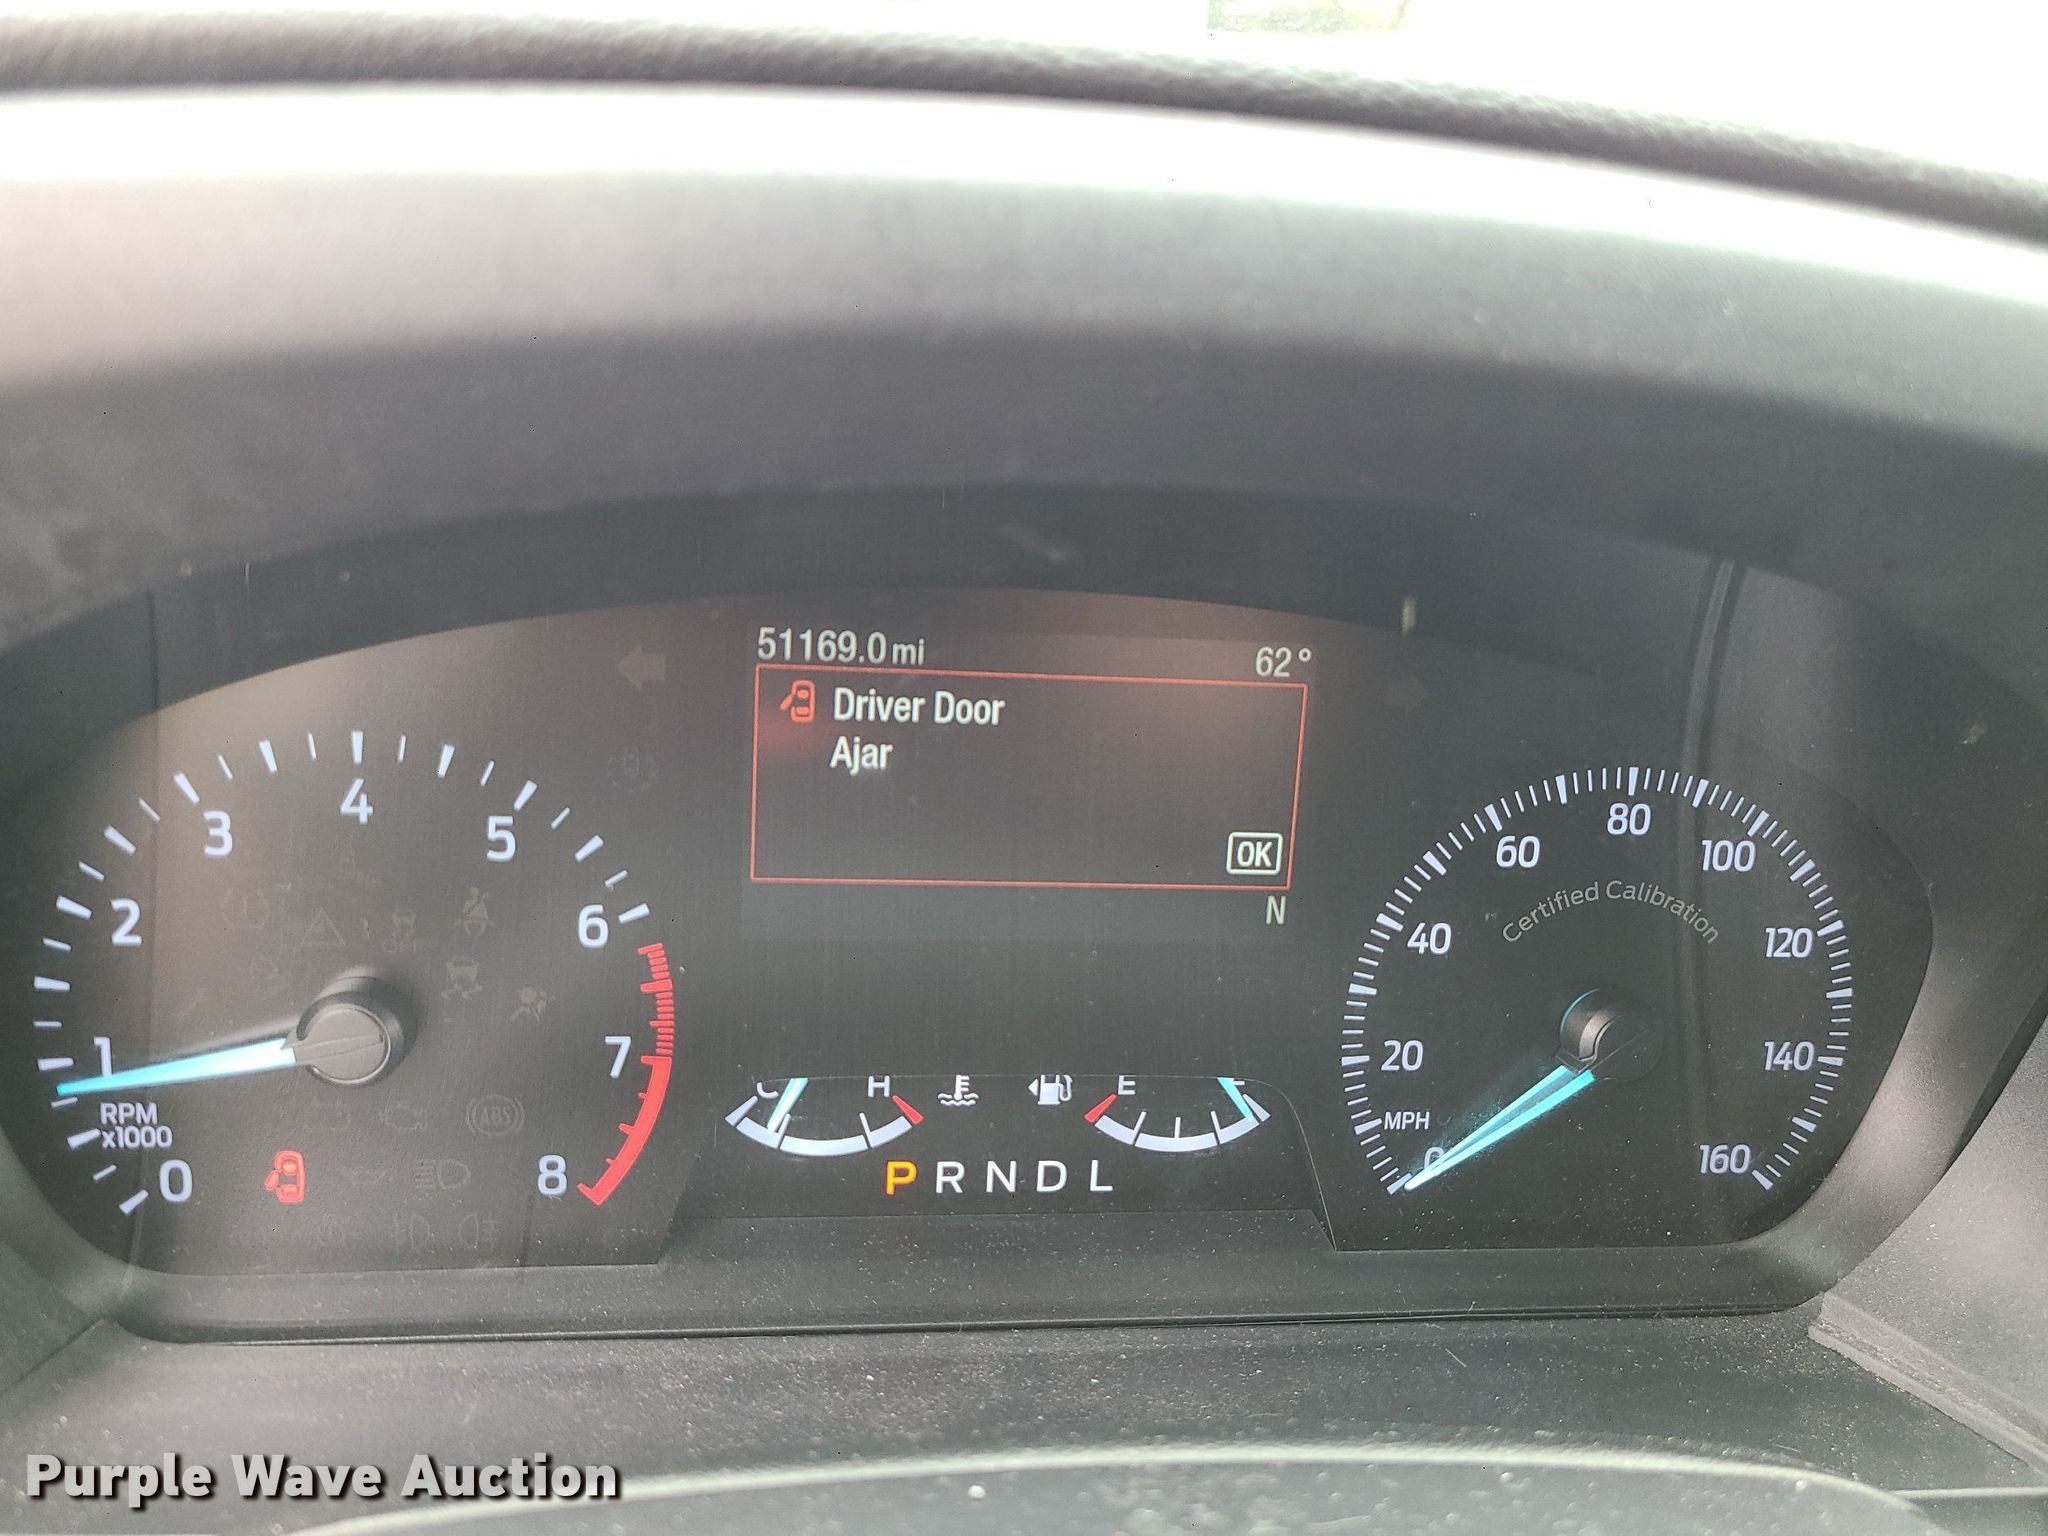 51169.0 mi 62°
Driver Door
Ajar
OK
N
0 1 2 3 4 5 6 7 8
RPM
x1000
ABS
C H E
P R N D L
0 20 40 60 80 100 120 140 160
Certified Calibration
MPH
Purple Wave Auction